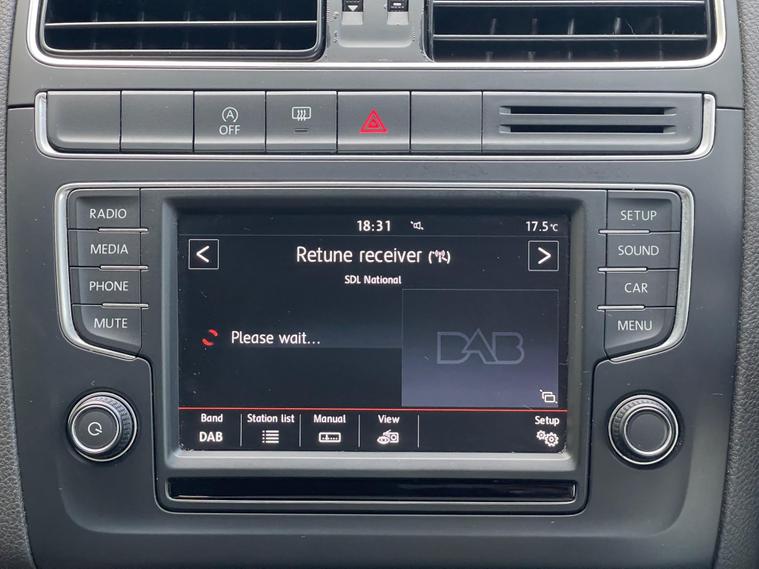 A
OFF
RADIO
MEDIA
PHONE
MUTE
18:31
17.5°C
<
Retune receiver
>
SDL National
Please wait...
DAB
Band
DAB
Station list
Manual
View
Setup
SETUP
SOUND
CAR
MENU